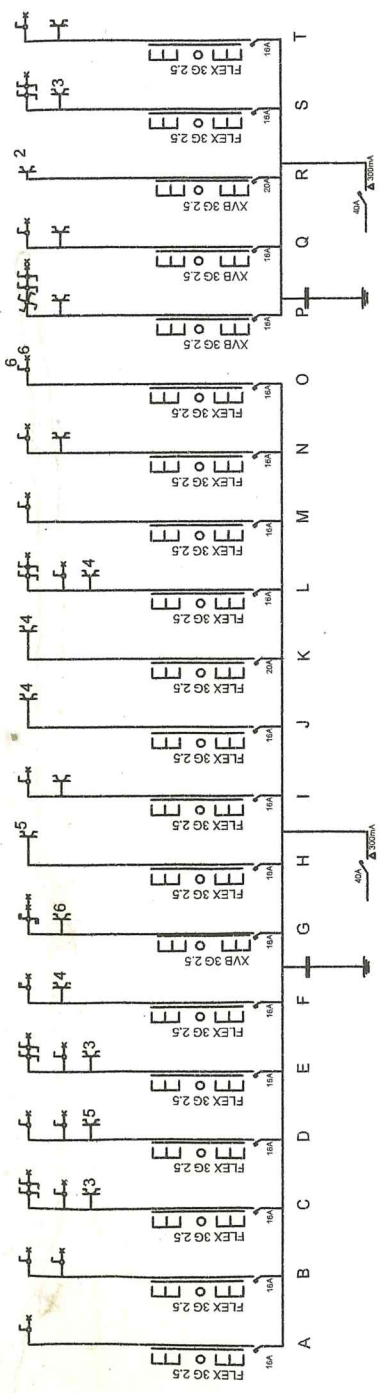 3 5 3 4 6 5 4 4 4 6 6 2 3
FLEX 3G 2.5 FLEX 3G 2.5 FLEX 3G 2.5 FLEX 3G 2.5 FLEX 3G 2.5 FLEX 3G 2.5 XVB 3G 2.5 FLEX 3G 2.5 FLEX 3G 2.5 FLEX 3G 2.5 FLEX 3G 2.5 FLEX 3G 2.5 FLEX 3G 2.5 FLEX 3G 2.5 FLEX 3G 2.5 XVB 3G 2.5 XVB 3G 2.5 XVB 3G 2.5 FLEX 3G 2.5 FLEX 3G 2.5
16A 16A 16A 16A 16A 16A 16A 16A 16A 16A 20A 16A 16A 16A 16A 16A 16A 20A 16A 16A
A B C D E F G H I J K L M N O P Q R S T
40A 300mA 40A 300mA